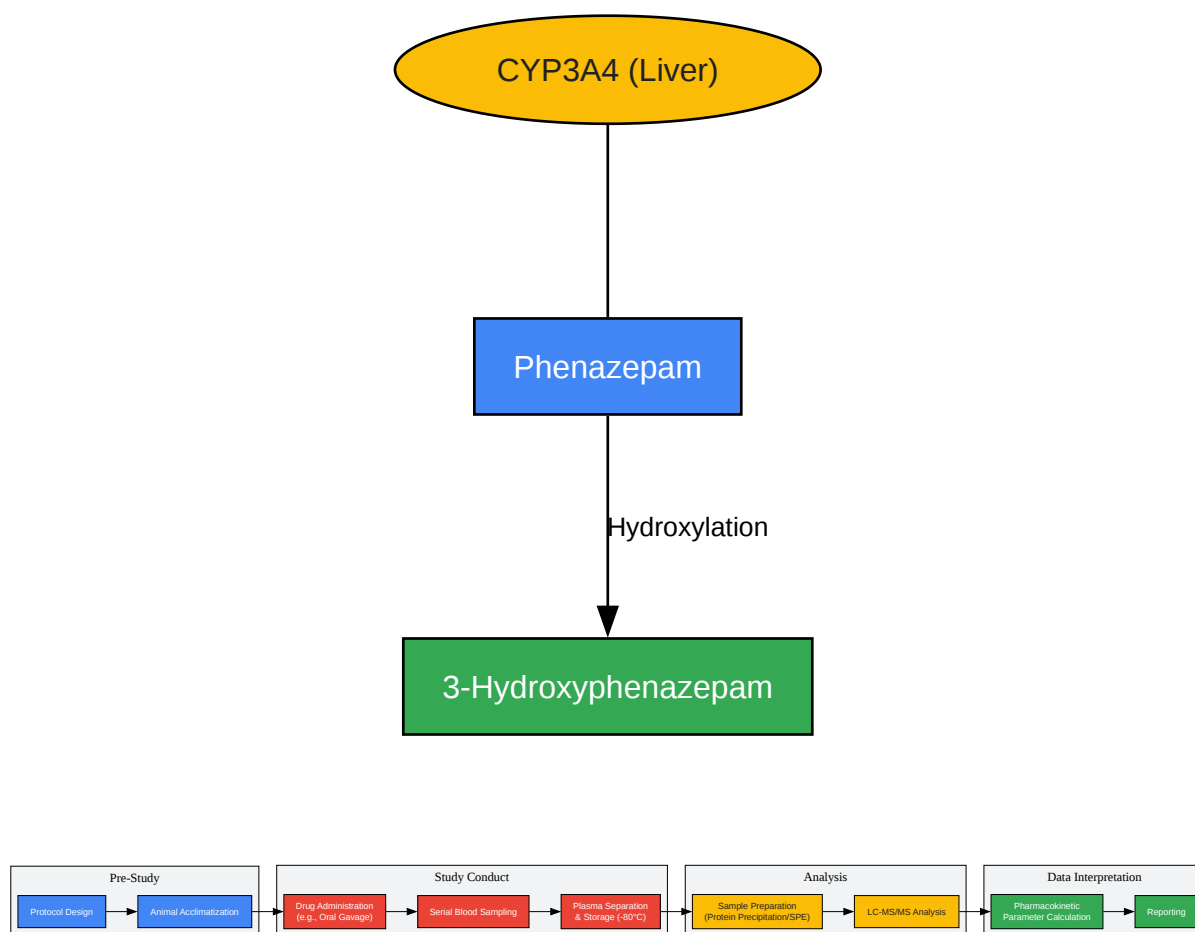 CYP3A4 (Liver)
Phenazepam
Hydroxylation
3-Hydroxyphenazepam
Pre-Study
Protocol Design
Animal Acclimatization
Study Conduct
Drug Administration
(e.g., Oral Gavage)
Serial Blood Sampling
Plasma Separation
& Storage (-80°C)
Analysis
Sample Preparation
(Protein Precipitation/SPE)
LC-MS/MS Analysis
Data Interpretation
Pharmacokinetic
Parameter Calculation
Reporting